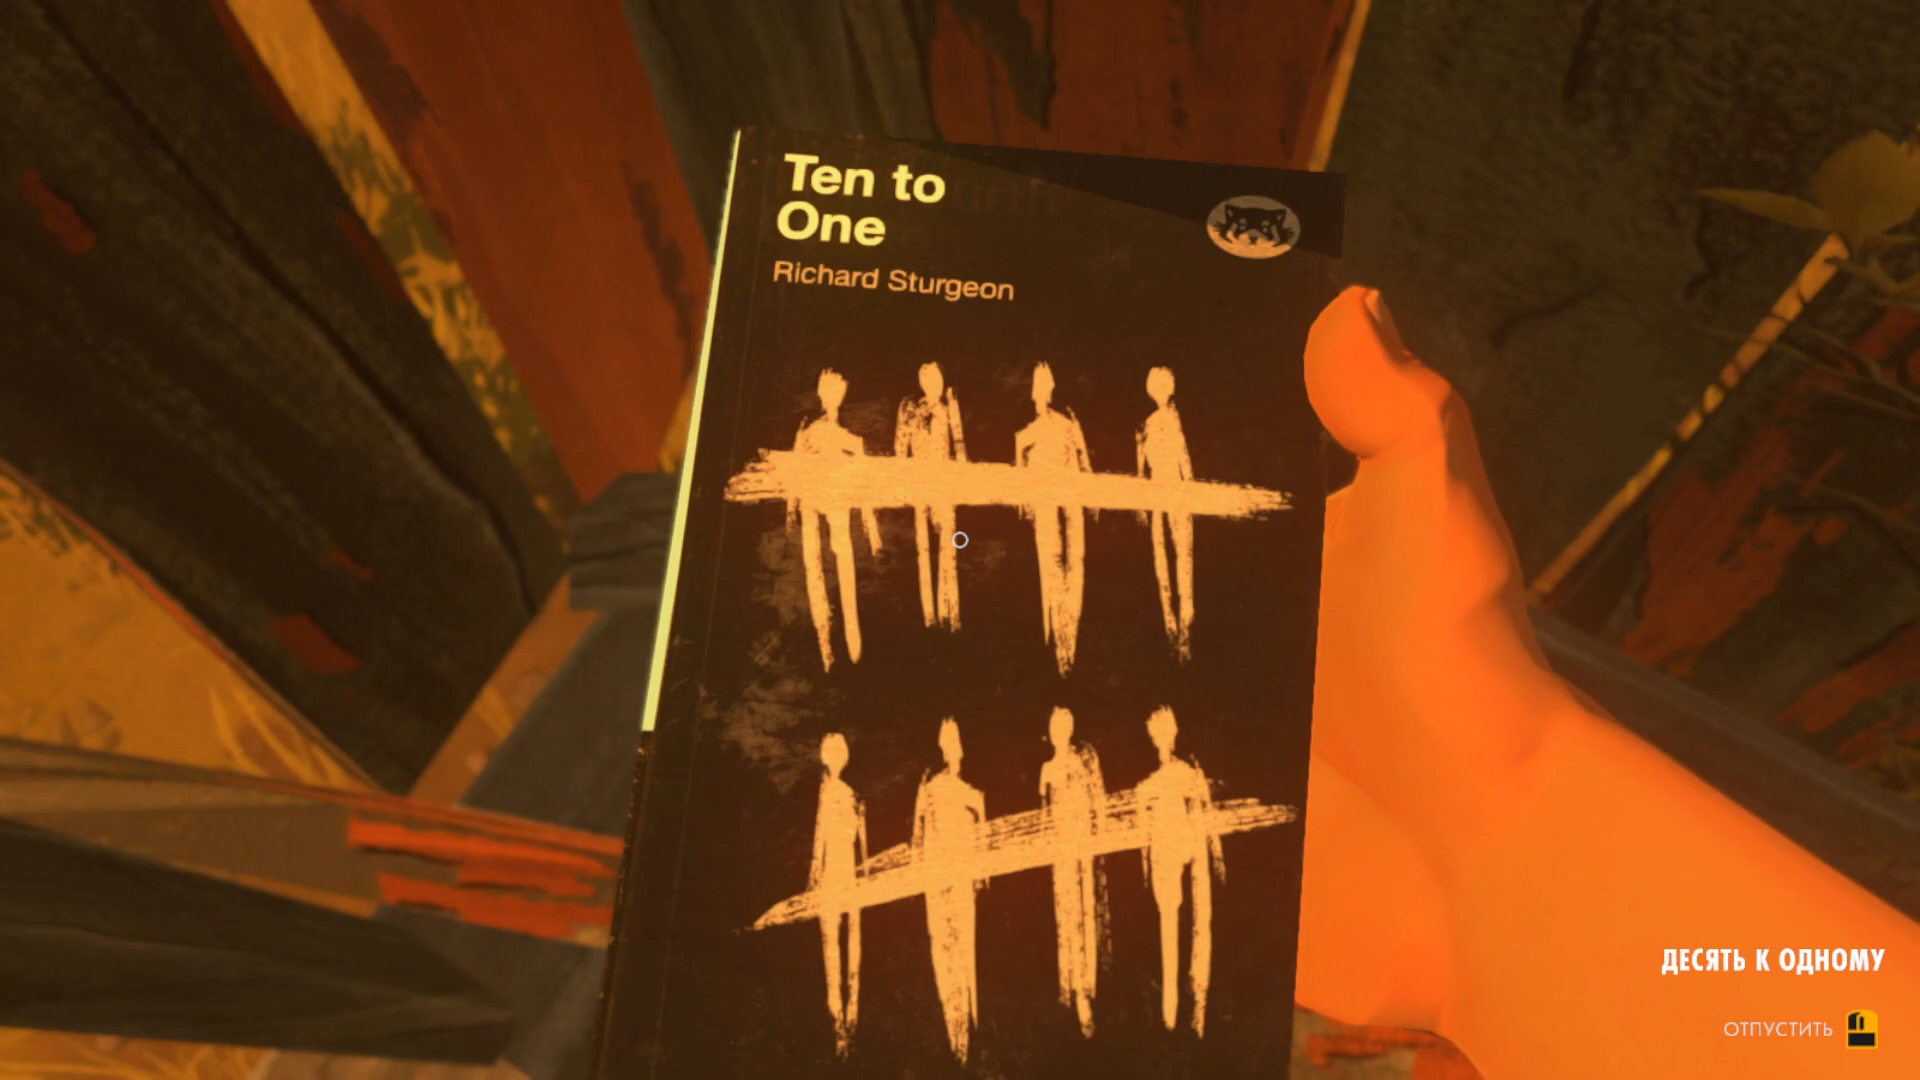 Ten to
One
Richard Sturgeon
ДЕСЯТЬ К ОДНОМУ
ОТПУСТИТЬ